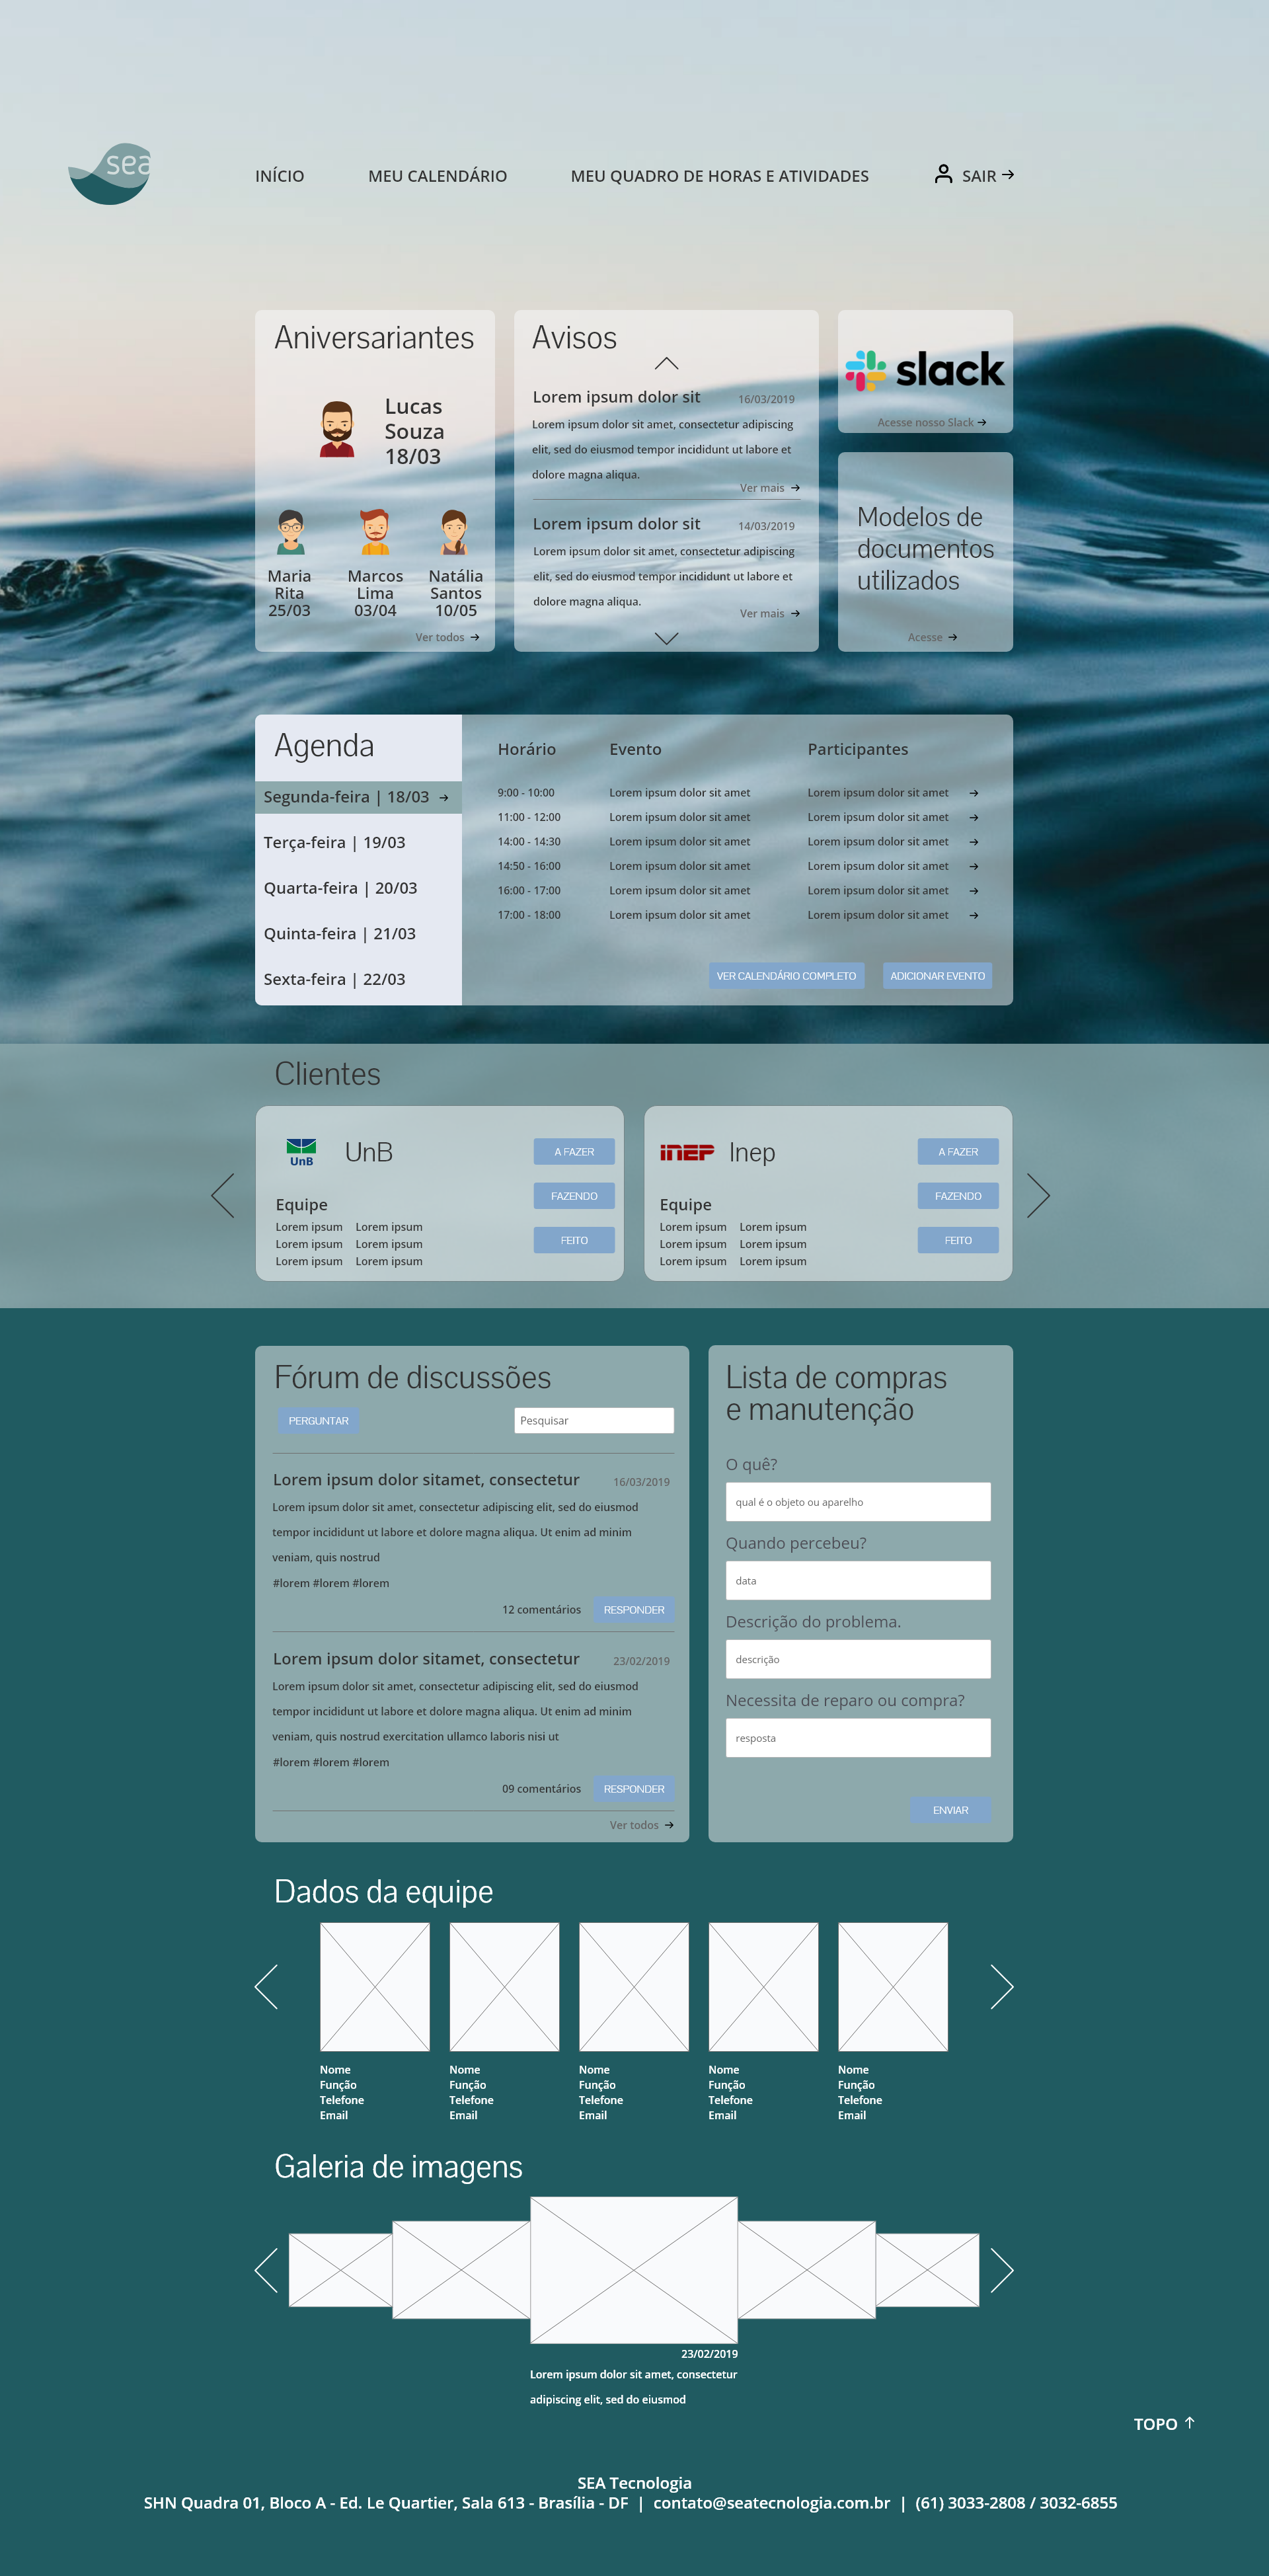 sea
INÍCIO
MEU CALENDÁRIO
MEU QUADRO DE HORAS E ATIVIDADES
SAIR
Aniversariantes
Lucas
Souza
18/03
Maria
Rita
25/03
Marcos
Lima
03/04
Natália
Santos
10/05
Ver todos
Avisos
Lorem ipsum dolor sit 16/03/2019
Lorem ipsum dolor sit amet, consectetur adipiscing
elit, sed do eiusmod tempor incididunt ut labore et
dolore magna aliqua.
Ver mais
Lorem ipsum dolor sit 14/03/2019
Lorem ipsum dolor sit amet, consectetur adipiscing
elit, sed do eiusmod tempor incididunt ut labore et
dolore magna aliqua.
Ver mais
slack
Acesse nosso Slack
Modelos de
documentos
utilizados
Acesse
Agenda
Segunda-feira | 18/03
Terça-feira | 19/03
Quarta-feira | 20/03
Quinta-feira | 21/03
Sexta-feira | 22/03
Horário Evento Participantes
9:00 - 10:00 Lorem ipsum dolor sit amet Lorem ipsum dolor sit amet
11:00 - 12:00 Lorem ipsum dolor sit amet Lorem ipsum dolor sit amet
14:00 - 14:30 Lorem ipsum dolor sit amet Lorem ipsum dolor sit amet
14:50 - 16:00 Lorem ipsum dolor sit amet Lorem ipsum dolor sit amet
16:00 - 17:00 Lorem ipsum dolor sit amet Lorem ipsum dolor sit amet
17:00 - 18:00 Lorem ipsum dolor sit amet Lorem ipsum dolor sit amet
VER CALENDÁRIO COMPLETO
ADICIONAR EVENTO
Clientes
UnB
UnB
Equipe
Lorem ipsum Lorem ipsum
Lorem ipsum Lorem ipsum
Lorem ipsum Lorem ipsum
A FAZER
FAZENDO
FEITO
inep
Inep
Equipe
Lorem ipsum Lorem ipsum
Lorem ipsum Lorem ipsum
Lorem ipsum Lorem ipsum
A FAZER
FAZENDO
FEITO
Fórum de discussões
PERGUNTAR
Pesquisar
Lorem ipsum dolor sitamet, consectetur 16/03/2019
Lorem ipsum dolor sit amet, consectetur adipiscing elit, sed do eiusmod
tempor incididunt ut labore et dolore magna aliqua. Ut enim ad minim
veniam, quis nostrud
#lorem #lorem #lorem
12 comentários RESPONDER
Lorem ipsum dolor sitamet, consectetur 23/02/2019
Lorem ipsum dolor sit amet, consectetur adipiscing elit, sed do eiusmod
tempor incididunt ut labore et dolore magna aliqua. Ut enim ad minim
veniam, quis nostrud exercitation ullamco laboris nisi ut
#lorem #lorem #lorem
09 comentários RESPONDER
Ver todos
Lista de compras
e manutenção
O quê?
qual é o objeto ou aparelho
Quando percebeu?
data
Descrição do problema.
descrição
Necessita de reparo ou compra?
resposta
ENVIAR
Dados da equipe
Nome
Função
Telefone
Email
Nome
Função
Telefone
Email
Nome
Função
Telefone
Email
Nome
Função
Telefone
Email
Nome
Função
Telefone
Email
Galeria de imagens
23/02/2019
Lorem ipsum dolor sit amet, consectetur
adipiscing elit, sed do eiusmod
TOPO
SEA Tecnologia
SHN Quadra 01, Bloco A - Ed. Le Quartier, Sala 613 - Brasília - DF | contato@seatecnologia.com.br | (61) 3033-2808 / 3032-6855